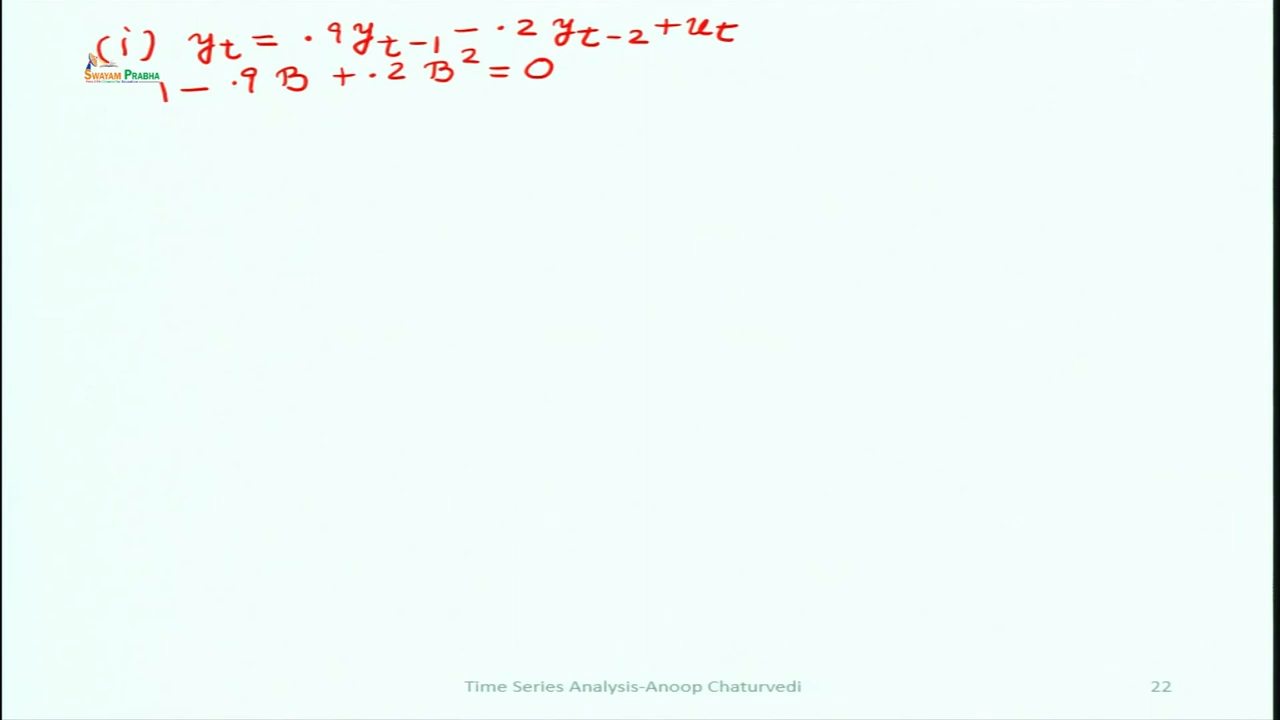 (i) yt = .9yt-1 - .2 yt-2 + ut
1 - .9 B + .2 B² = 0
SWAYAM PRABHA
Time Series Analysis-Anoop Chaturvedi
22